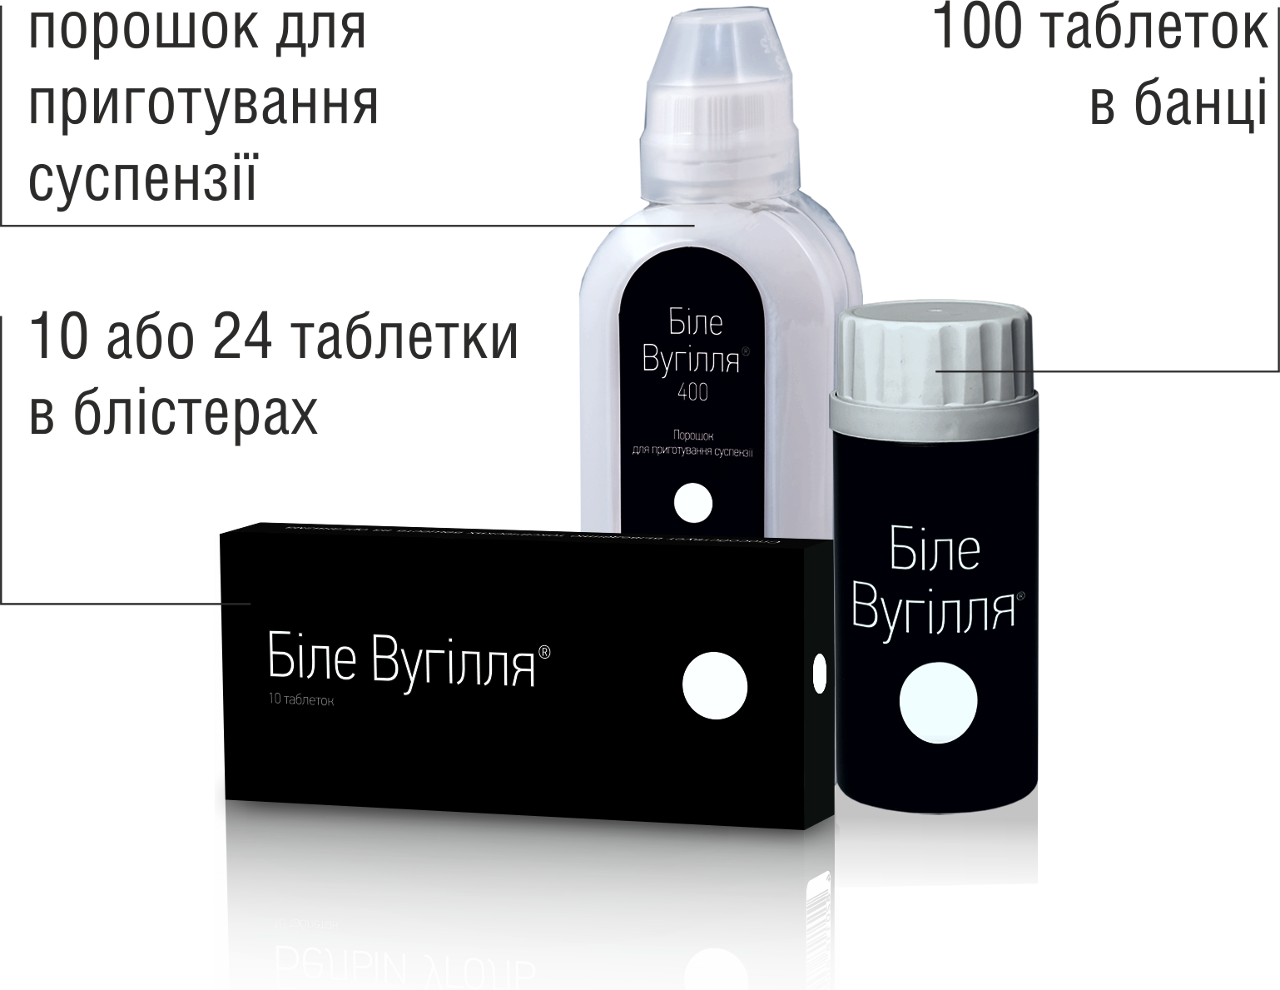 порошок для
приготування
суспензії
100 таблеток
в банці
10 або 24 таблетки
в блістерах
Біле
Вугілля®
400
Порошок
для приготування суспензії
Біле
Вугілля®
Біле Вугілля®
10 таблеток